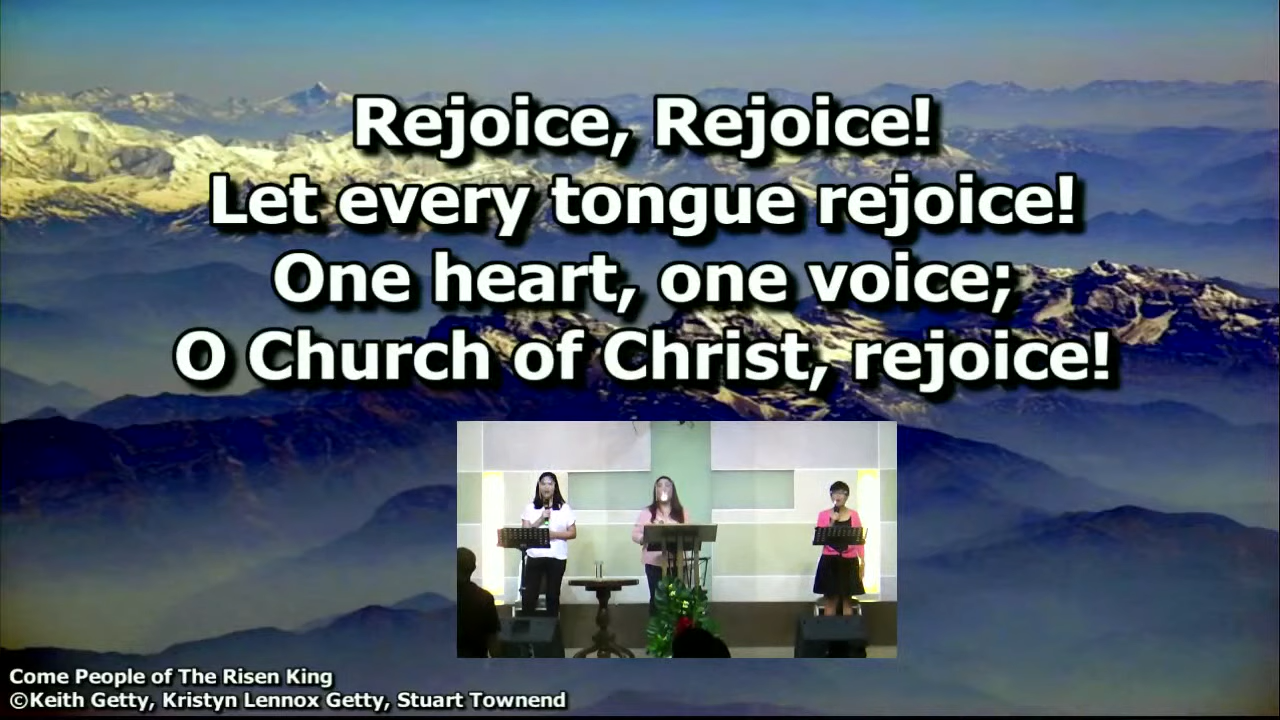 Rejoice, Rejoice!
Let every tongue rejoice!
One heart, one voice;
O Church of Christ, rejoice!
Come People of The Risen King
©Keith Getty, Kristyn Lennox Getty, Stuart Townend